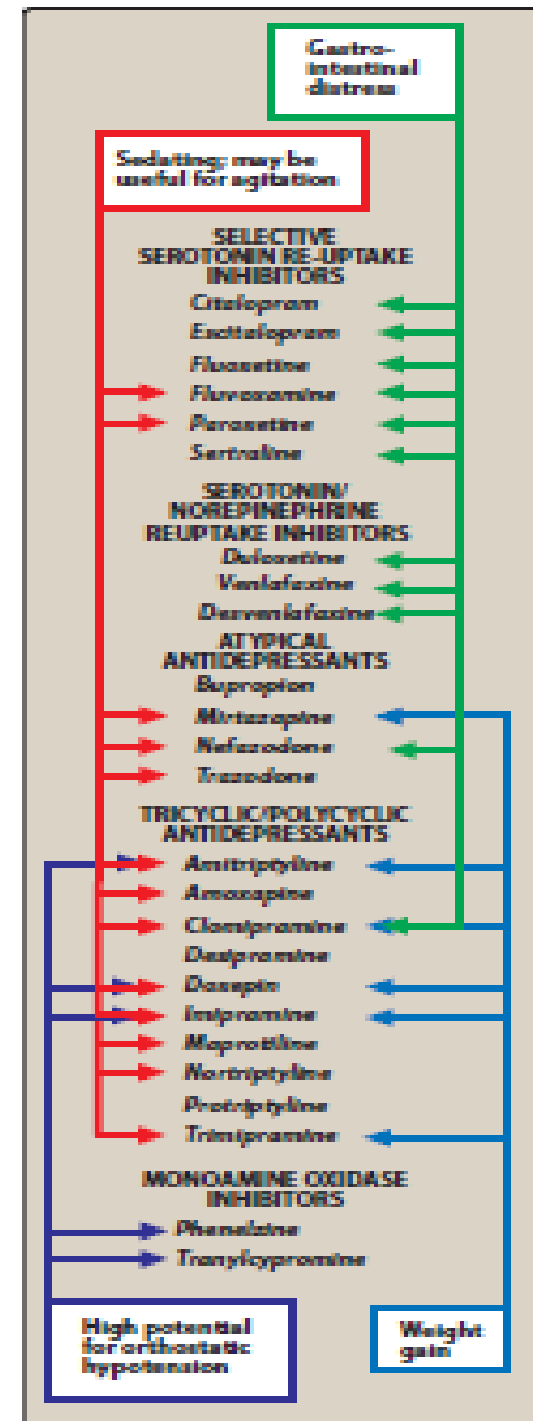 Gastro-
intestinal
distress
Sedating; may be
useful for agitation
SELECTIVE
SEROTONIN RE-UPTAKE
INHIBITORS
Citalopram
Escitalopram
Fluoxetine
Fluvoxamine
Paroxetine
Sertraline
SEROTONIN/
NOREPINEPHRINE
REUPTAKE INHIBITORS
Duloxetine
Venlafaxine
Desvenlafaxine
ATYPICAL
ANTIDEPRESSANTS
Bupropion
Mirtazapine
Nefazodone
Trazodone
TRICYCLIC/POLYCYCLIC
ANTIDEPRESSANTS
Amitriptyline
Amoxapine
Clomipramine
Desipramine
Doxepin
Imipramine
Maprotiline
Nortriptyline
Protriptyline
Trimipramine
MONOAMINE OXIDASE
INHIBITORS
Phenelzine
Tranylcypromine
High potential
for orthostatic
hypotension
Weight
gain